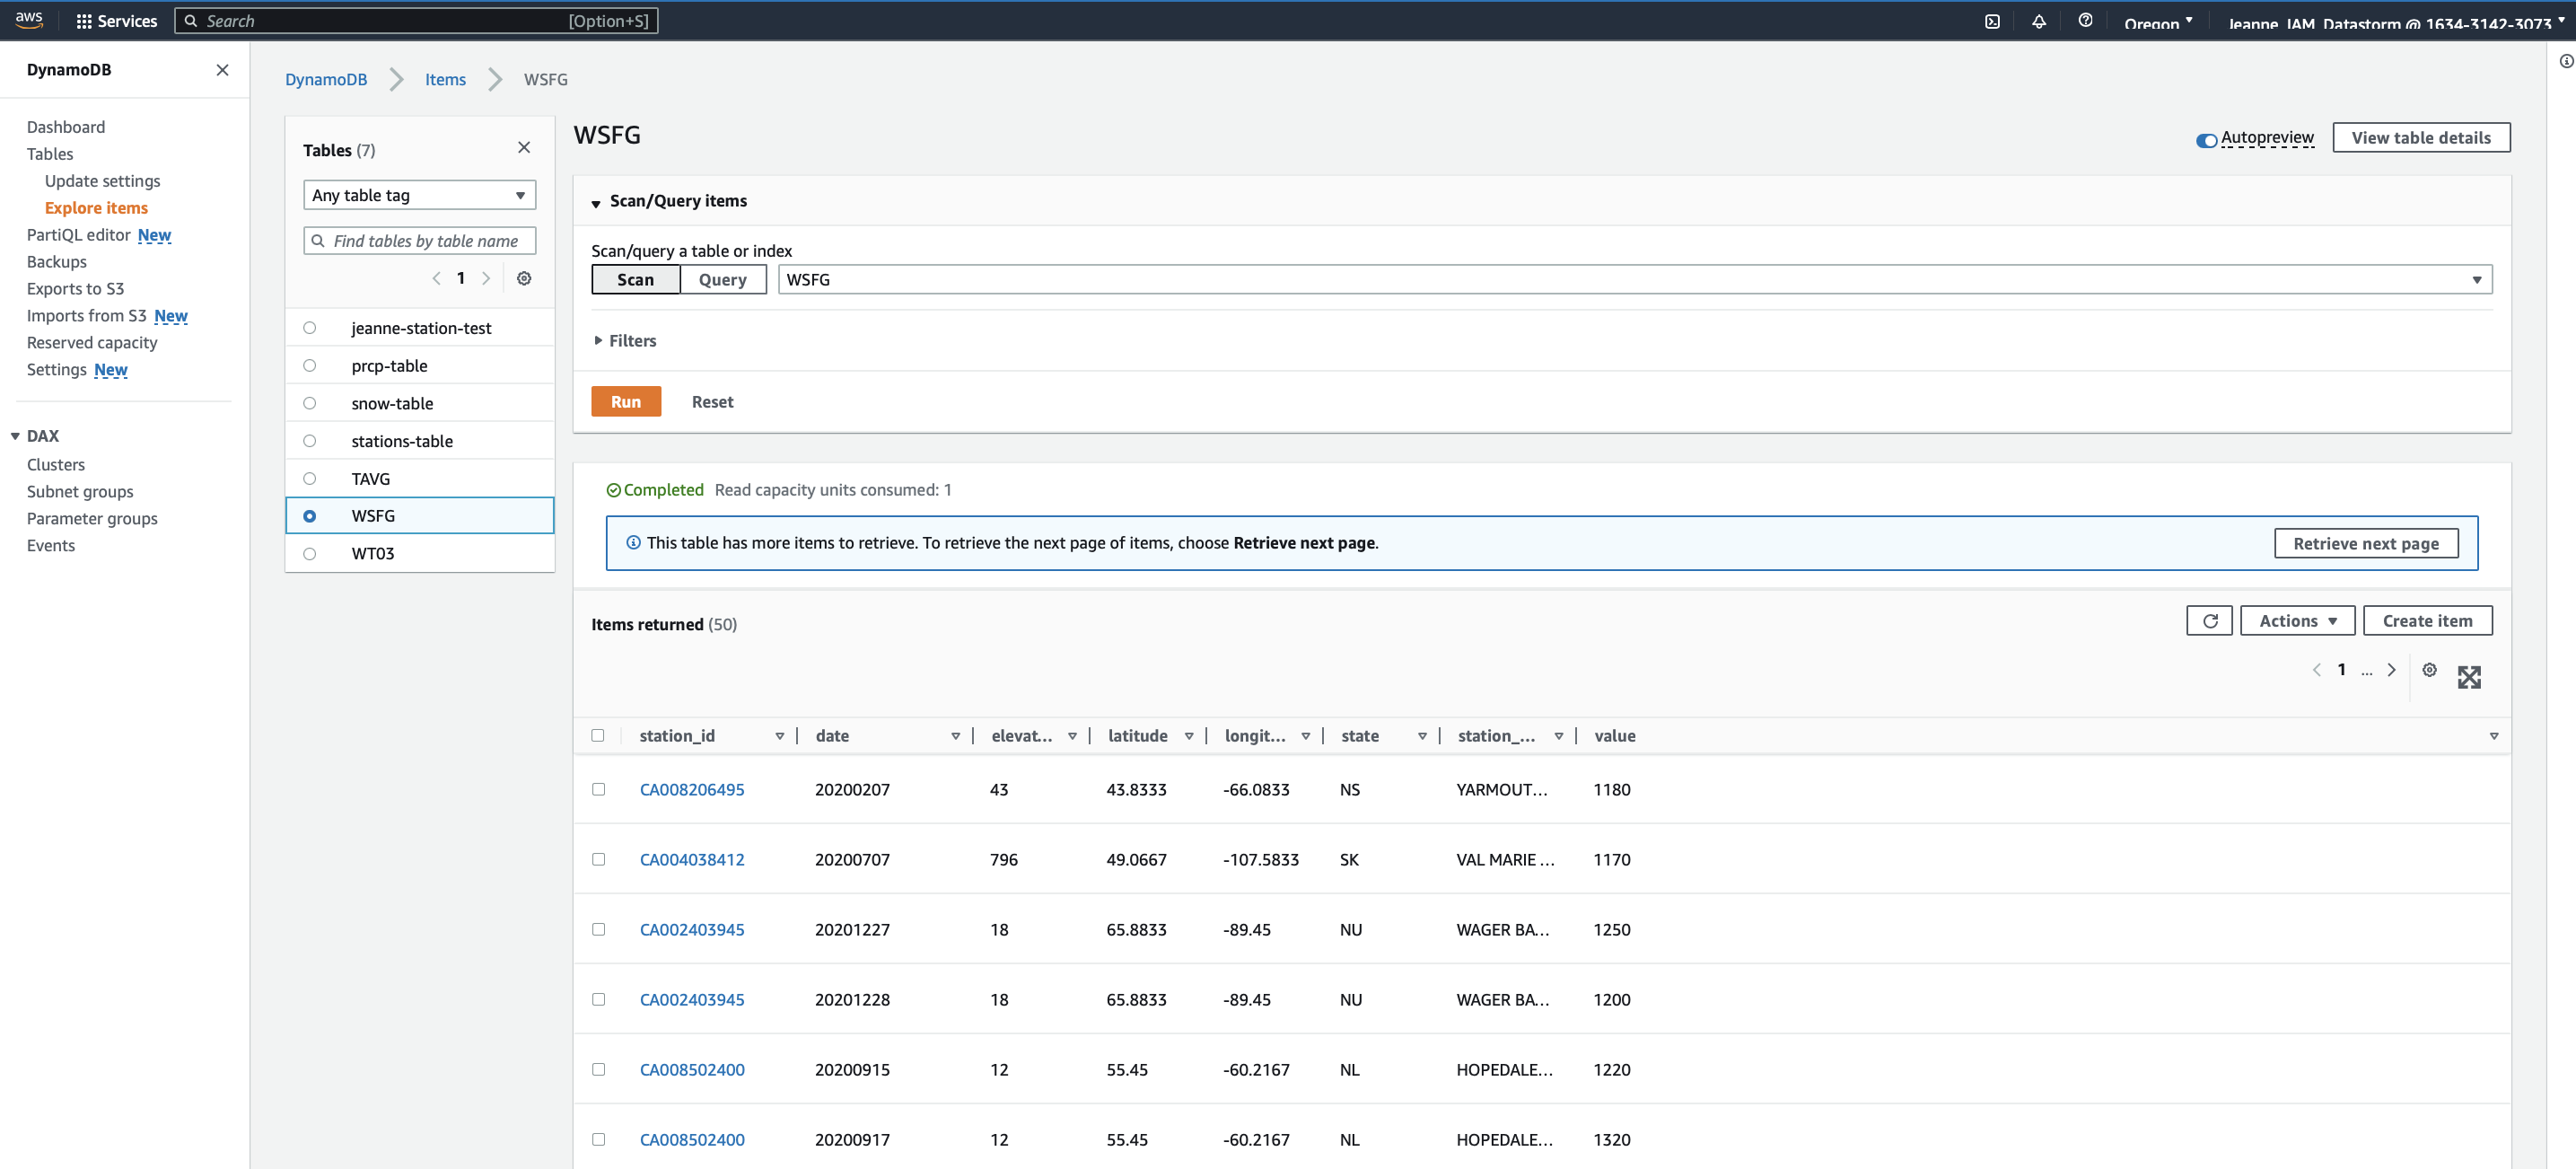 aws
Services
Search [Option+S]
Oregon
Jeanne_IAM_Datastorm @ 1634-3142-3073
DynamoDB
Dashboard
Tables
Update settings
Explore items
PartiQL editor New
Backups
Exports to S3
Imports from S3 New
Reserved capacity
Settings New
DAX
Clusters
Subnet groups
Parameter groups
Events
DynamoDB Items WSFG
Tables (7)
Any table tag
Find tables by table name
1
jeanne-station-test
prcp-table
snow-table
stations-table
TAVG
WSFG
WT03
WSFG
Autopreview
View table details
Scan/Query items
Scan/query a table or index
Scan Query WSFG
Filters
Run Reset
Completed Read capacity units consumed: 1
This table has more items to retrieve. To retrieve the next page of items, choose Retrieve next page.
Retrieve next page
Items returned (50)
Actions
Create item
1 ...
station_id date elevat... latitude longit... state station_... value
CA008206495 20200207 43 43.8333 -66.0833 NS YARMOUT... 1180
CA004038412 20200707 796 49.0667 -107.5833 SK VAL MARIE ... 1170
CA002403945 20201227 18 65.8833 -89.45 NU WAGER BA... 1250
CA002403945 20201228 18 65.8833 -89.45 NU WAGER BA... 1200
CA008502400 20200915 12 55.45 -60.2167 NL HOPEDALE... 1220
CA008502400 20200917 12 55.45 -60.2167 NL HOPEDALE... 1320